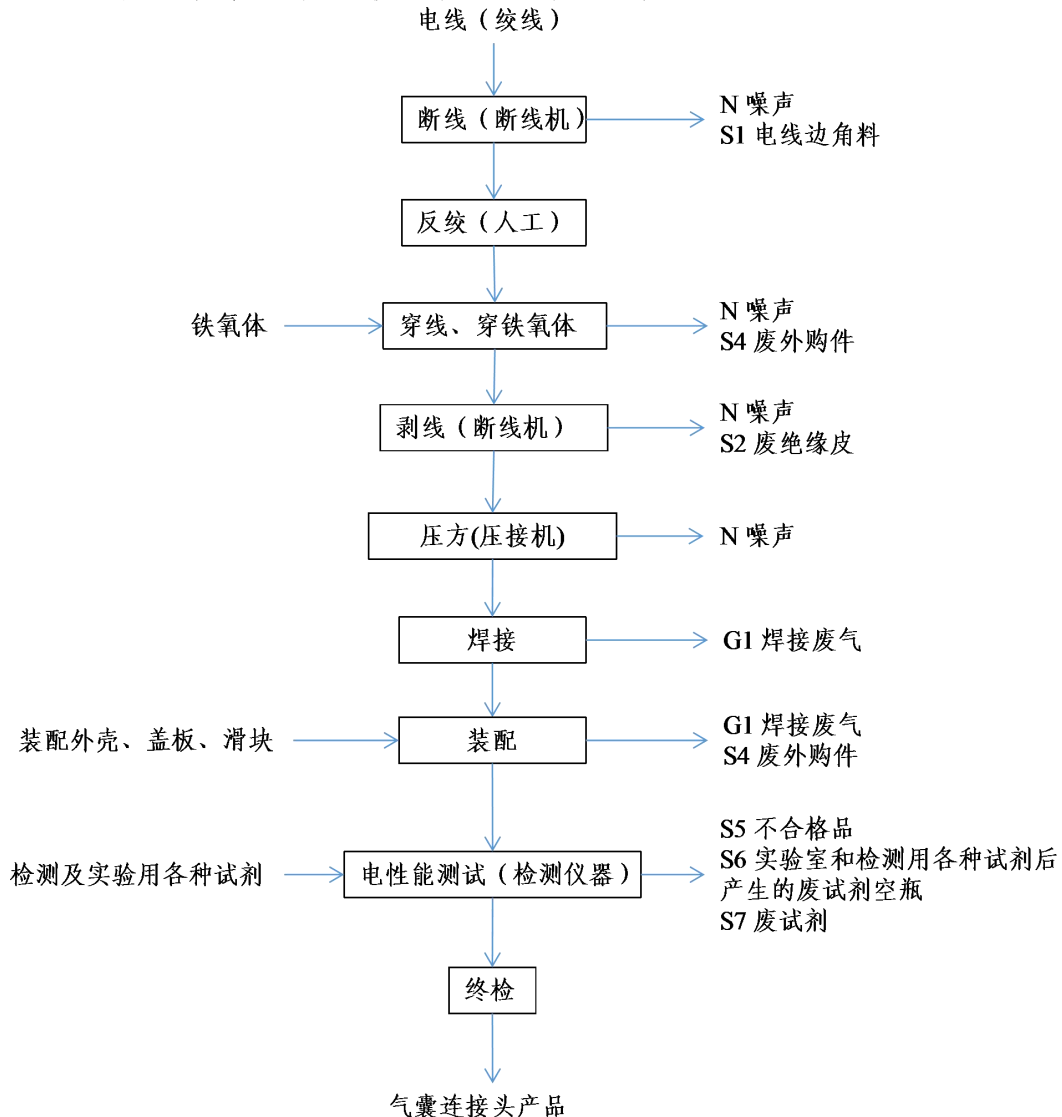 电线（绞线）
断线（断线机）
N 噪声
S1 电线边角料
反绞（人工）
铁氧体
穿线、穿铁氧体
N 噪声
S4 废外购件
剥线（断线机）
N 噪声
S2 废绝缘皮
压方(压接机)
N 噪声
焊接
G1 焊接废气
装配外壳、盖板、滑块
装配
G1 焊接废气
S4 废外购件
检测及实验用各种试剂
电性能测试（检测仪器）
S5 不合格品
S6 实验室和检测用各种试剂后
产生的废试剂空瓶
S7 废试剂
终检
气囊连接头产品